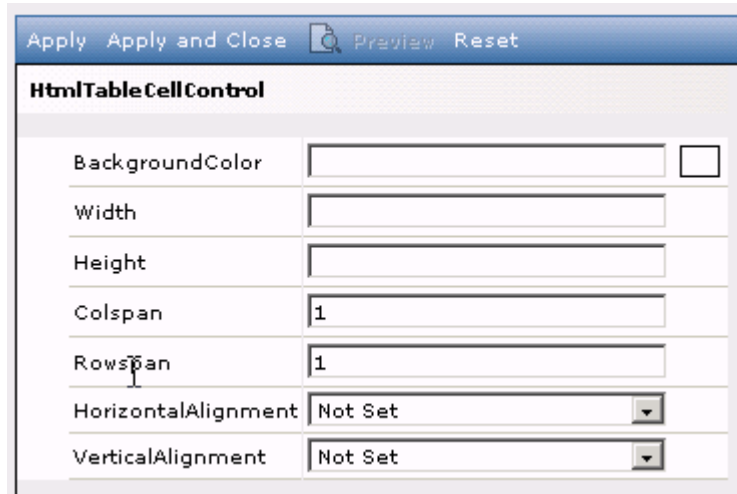 Apply Apply and Close Preview Reset
HtmlTableCellControl
BackgroundColor
Width
Height
Colspan 1
Rowspan 1
HorizontalAlignment Not Set
VerticalAlignment Not Set